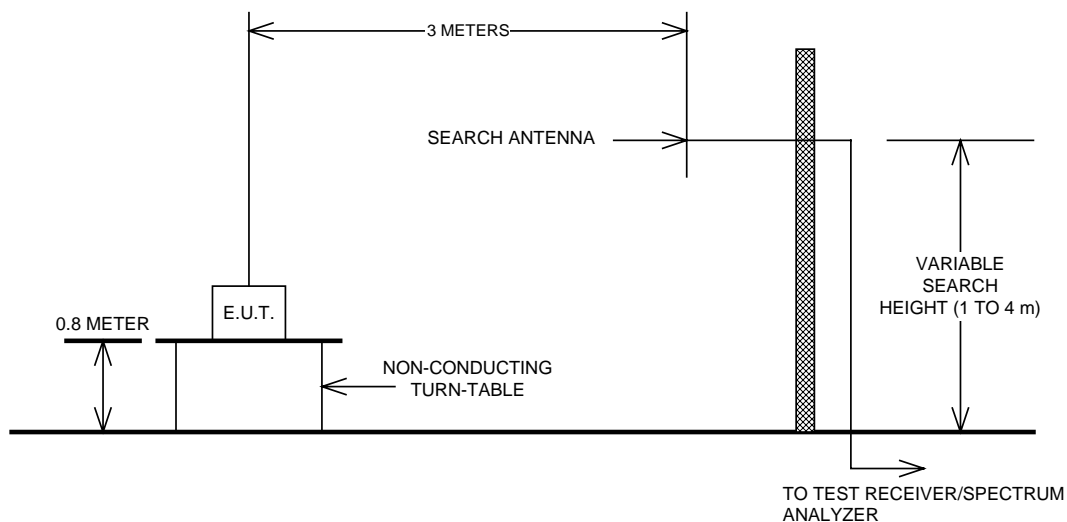 3 METERS
SEARCH ANTENNA
VARIABLE
SEARCH
HEIGHT (1 TO 4 m)
E.U.T.
0.8 METER
NON-CONDUCTING
TURN-TABLE
TO TEST RECEIVER/SPECTRUM
ANALYZER